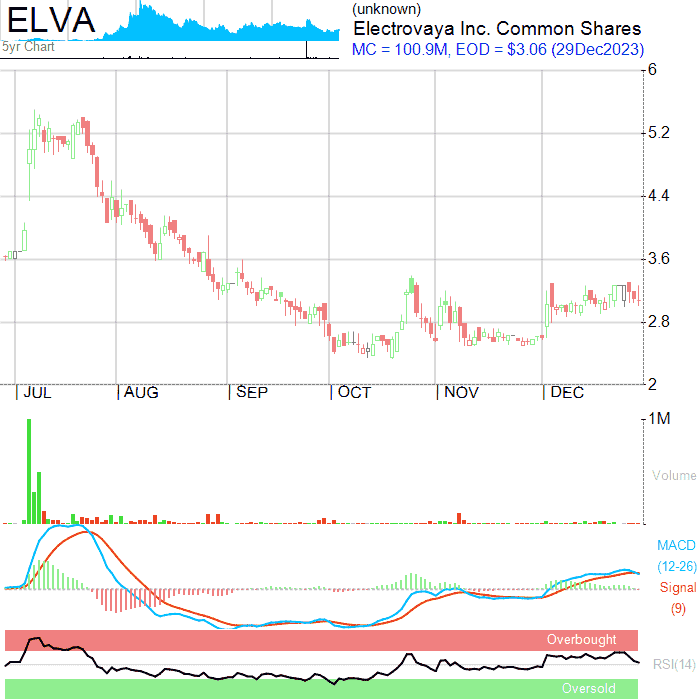 ELVA
5yr Chart
(unknown)
Electrovaya Inc. Common Shares
MC = 100.9M, EOD = $3.06 (29Dec2023)
6
5.2
4.4
3.6
2.8
2
JUL AUG SEP OCT NOV DEC
1M
Volume
MACD
(12-26)
Signal
(9)
Overbought
RSI(14)
Oversold